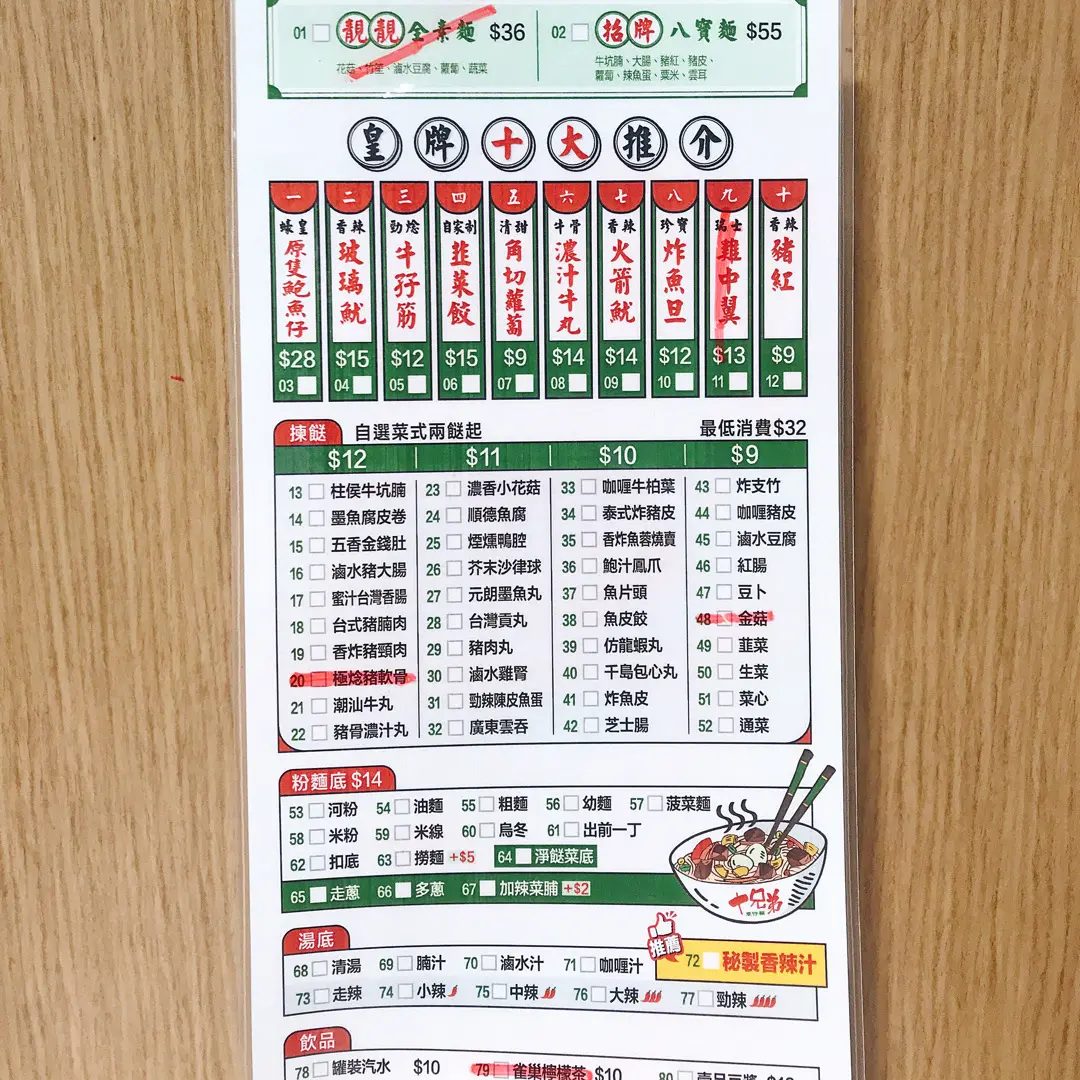 01 靚靚全素麵 $36
花菇、竹笙、滷水豆腐、蘿蔔、蔬菜
02 招牌八寶麵 $55
牛坑腩、大腸、豬紅、豬皮、
蘿蔔、辣魚蛋、粟米、雲耳
皇牌十大推介
一 蠔皇 原隻鮑魚仔 $28 03
二 香辣 玻璃魷 $15 04
三 勁焾 牛孖筋 $12 05
四 自家制 韮菜餃 $15 06
五 清甜 角切蘿蔔 $9 07
六 牛骨 濃汁牛丸 $14 08
七 香辣 火箭魷 $14 09
八 珍寶 炸魚旦 $12 10
九 瑞士 雞中翼 $13 11
十 香辣 豬紅 $9 12
揀餸 自選菜式兩餸起 最低消費$32
$12
13 柱侯牛坑腩
14 墨魚腐皮卷
15 五香金錢肚
16 滷水豬大腸
17 蜜汁台灣香腸
18 台式豬腩肉
19 香炸豬頸肉
20 極焾豬軟骨
21 潮汕牛丸
22 豬骨濃汁丸
$11
23 濃香小花菇
24 順德魚腐
25 煙燻鴨腔
26 芥末沙律球
27 元朗墨魚丸
28 台灣貢丸
29 豬肉丸
30 滷水雞腎
31 勁辣陳皮魚蛋
32 廣東雲吞
$10
33 咖喱牛柏葉
34 泰式炸豬皮
35 香炸魚蓉燒賣
36 鮑汁鳳爪
37 魚片頭
38 魚皮餃
39 仿龍蝦丸
40 千島包心丸
41 炸魚皮
42 芝士腸
$9
43 炸支竹
44 咖喱豬皮
45 滷水豆腐
46 紅腸
47 豆卜
48 金菇
49 韮菜
50 生菜
51 菜心
52 通菜
粉麵底 $14
53 河粉 54 油麵 55 粗麵 56 幼麵 57 菠菜麵
58 米粉 59 米線 60 烏冬 61 出前一丁
62 扣底 63 撈麵 +$5 64 淨餸菜底
65 走蔥 66 多蔥 67 加辣菜脯 +$2
十兄弟
湯底
68 清湯 69 腩汁 70 滷水汁 71 咖喱汁 推薦 72 秘製香辣汁
73 走辣 74 小辣 75 中辣 76 大辣 77 勁辣
飲品
78 罐裝汽水 $10 79 雀巢檸檬茶 $10 80